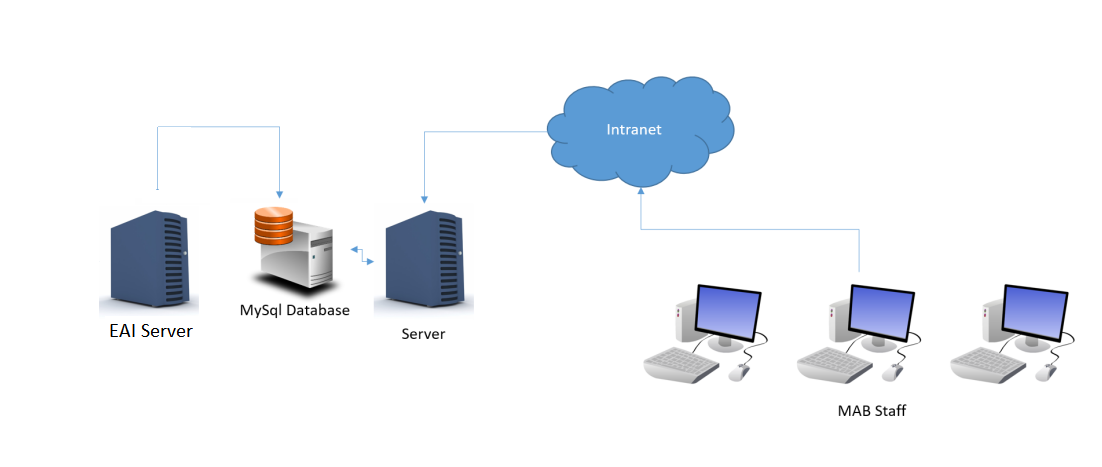 Intranet
MySql Database
EAI Server
Server
MAB Staff